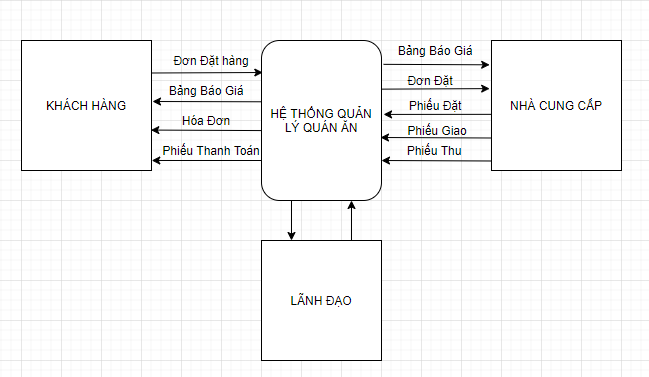 KHÁCH HÀNG
Đơn Đặt hàng
Bảng Báo Giá
Hóa Đơn
Phiếu Thanh Toán
HỆ THỐNG QUẢN
LÝ QUÁN ĂN
Bảng Báo Giá
Đơn Đặt
Phiếu Đặt
Phiếu Giao
Phiếu Thu
NHÀ CUNG CẤP
LÃNH ĐẠO